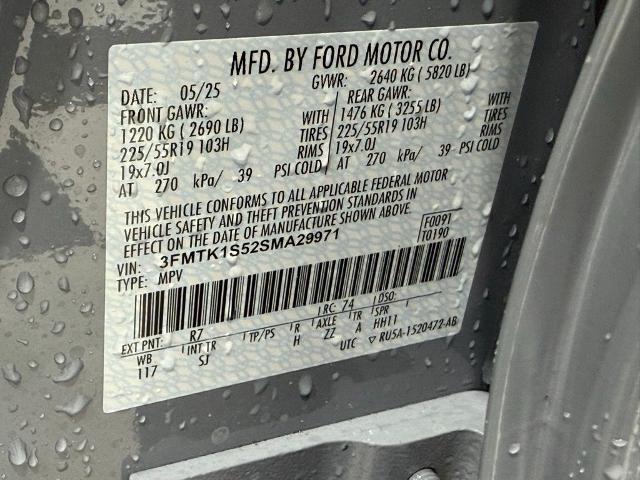 MFD. BY FORD MOTOR CO.
DATE: 05/25 GVWR: 2640 KG ( 5820 LB)
FRONT GAWR: REAR GAWR:
1220 KG ( 2690 LB) WITH 1476 KG ( 3255 LB) WITH
225/55R19 103H TIRES 225/55R19 103H TIRES
19x7.0J RIMS 19x7.0J RIMS
AT 270 kPa/ 39 PSI COLD AT 270 kPa/ 39 PSI COLD
THIS VEHICLE CONFORMS TO ALL APPLICABLE FEDERAL MOTOR
VEHICLE SAFETY AND THEFT PREVENTION STANDARDS IN
EFFECT ON THE DATE OF MANUFACTURE SHOWN ABOVE.
VIN: 3FMTK1S52SMA29971 F0091
TYPE: MPV T0190
EXT PNT: R7 RC: 74 DSO:
WB INT TR TP/PS R AXLE TR SPR
117 SJ H ZZ A HH11
UTC ▽ RU5A-1520472-AB